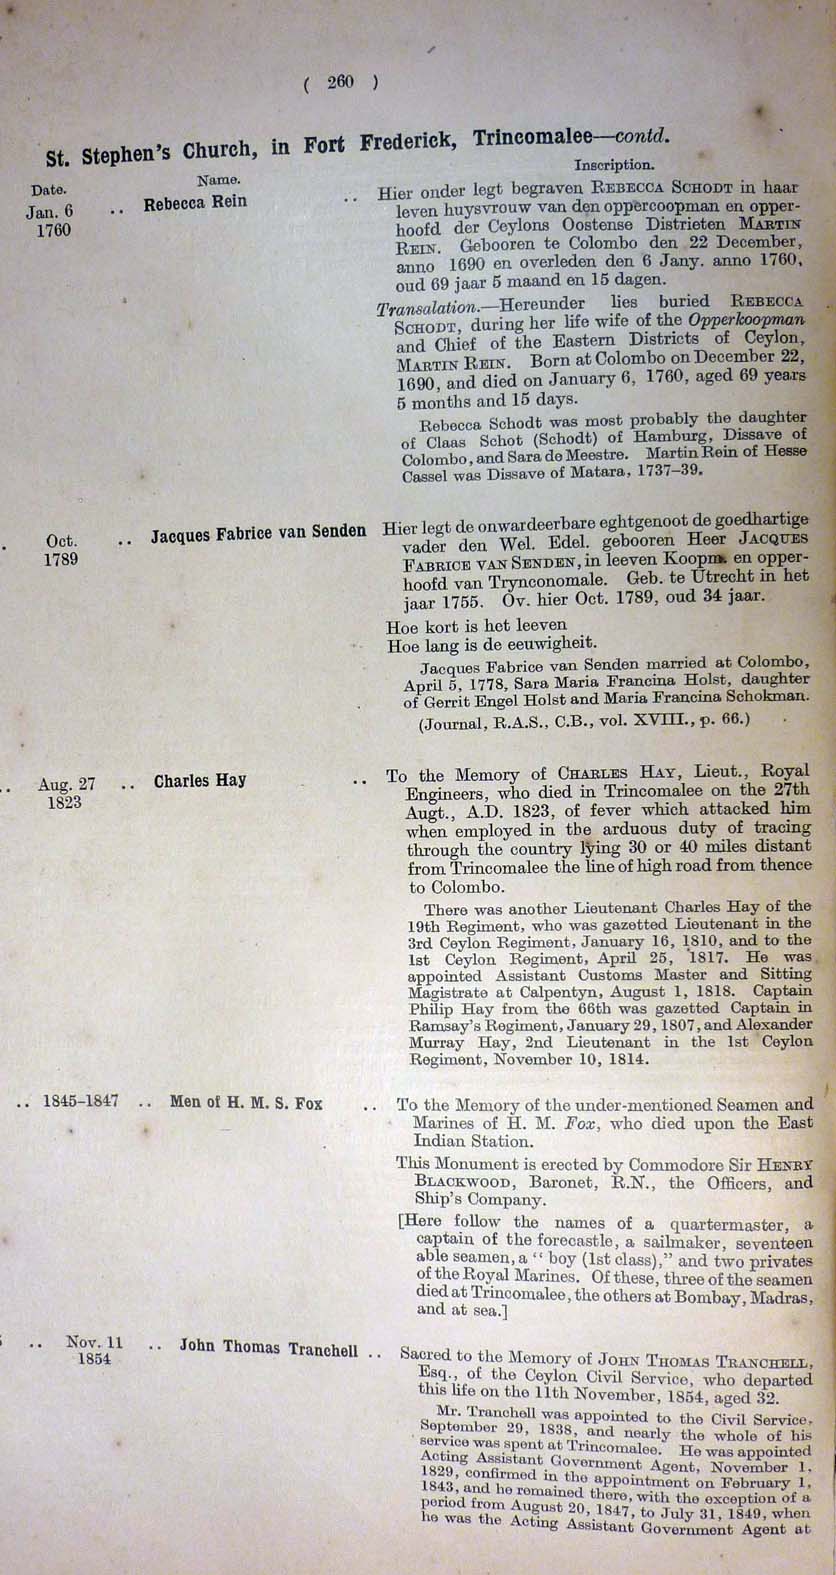 ( 260 )
St. Stephen's Church, in Fort Frederick, Trincomalee—contd.
Date. Name. Inscription.
Jan. 6 .. Rebecca Rein .. Hier onder legt begraven REBECCA SCHODT in haar
1760 leven huysvrouw van den oppercoopman en opper-
hoofd der Ceylons Oostense Distrieten MARTIN
REIN. Gebooren te Colombo den 22 December,
anno 1690 en overleden den 6 Jany. anno 1760,
oud 69 jaar 5 maand en 15 dagen.
Transalation.—Hereunder lies buried REBECCA
SCHODT, during her life wife of the Opperkoopman
and Chief of the Eastern Districts of Ceylon,
MARTIN REIN. Born at Colombo on December 22,
1690, and died on January 6, 1760, aged 69 years
5 months and 15 days.
Rebecca Schodt was most probably the daughter
of Claas Schot (Schodt) of Hamburg, Dissave of
Colombo, and Sara de Meestre. Martin Rein of Hesse
Cassel was Dissave of Matara, 1737–39.
Oct. .. Jacques Fabrice van Senden Hier legt de onwardeerbare eghtgenoot de goedhartige
1789 vader den Wel. Edel. gebooren Heer JACQUES
FABRICE VAN SENDEN, in leeven Koopm. en opper-
hoofd van Trynconomale. Geb. te Utrecht in het
jaar 1755. Ov. hier Oct. 1789, oud 34 jaar.
Hoe kort is het leeven
Hoe lang is de eeuwigheit.
Jacques Fabrice van Senden married at Colombo,
April 5, 1778, Sara Maria Francina Holst, daughter
of Gerrit Engel Holst and Maria Francina Schokman.
(Journal, R.A.S., C.B., vol. XVIII., p. 66.)
.. Aug. 27 .. Charles Hay .. To the Memory of CHARLES HAY, Lieut., Royal
1823 Engineers, who died in Trincomalee on the 27th
Augt., A.D. 1823, of fever which attacked him
when employed in the arduous duty of tracing
through the country lying 30 or 40 miles distant
from Trincomalee the line of high road from thence
to Colombo.
There was another Lieutenant Charles Hay of the
19th Regiment, who was gazetted Lieutenant in the
3rd Ceylon Regiment, January 16, 1810, and to the
1st Ceylon Regiment, April 25, 1817. He was
appointed Assistant Customs Master and Sitting
Magistrate at Calpentyn, August 1, 1818. Captain
Philip Hay from the 66th was gazetted Captain in
Ramsay's Regiment, January 29, 1807, and Alexander
Murray Hay, 2nd Lieutenant in the 1st Ceylon
Regiment, November 10, 1814.
.. 1845–1847 .. Men of H. M. S. Fox .. To the Memory of the under-mentioned Seamen and
Marines of H. M. Fox, who died upon the East
Indian Station.
This Monument is erected by Commodore Sir HENRY
BLACKWOOD, Baronet, R.N., the Officers, and
Ship's Company.
[Here follow the names of a quartermaster, a
captain of the forecastle, a sailmaker, seventeen
able seamen, a " boy (1st class)," and two privates
of the Royal Marines. Of these, three of the seamen
died at Trincomalee, the others at Bombay, Madras,
and at sea.]
.. Nov. 11 .. John Thomas Tranchell .. Sacred to the Memory of JOHN THOMAS TRANCHELL,
1854 Esq., of the Ceylon Civil Service, who departed
this life on the 11th November, 1854, aged 32.
Mr. Tranchell was appointed to the Civil Service,
September 29, 1838, and nearly the whole of his
service was spent at Trincomalee. He was appointed
Acting Assistant Government Agent, November 1,
1829, confirmed in the appointment on February 1,
1843, and he remained there, with the exception of a
period from August 20, 1847, to July 31, 1849, when
he was the Acting Assistant Government Agent at